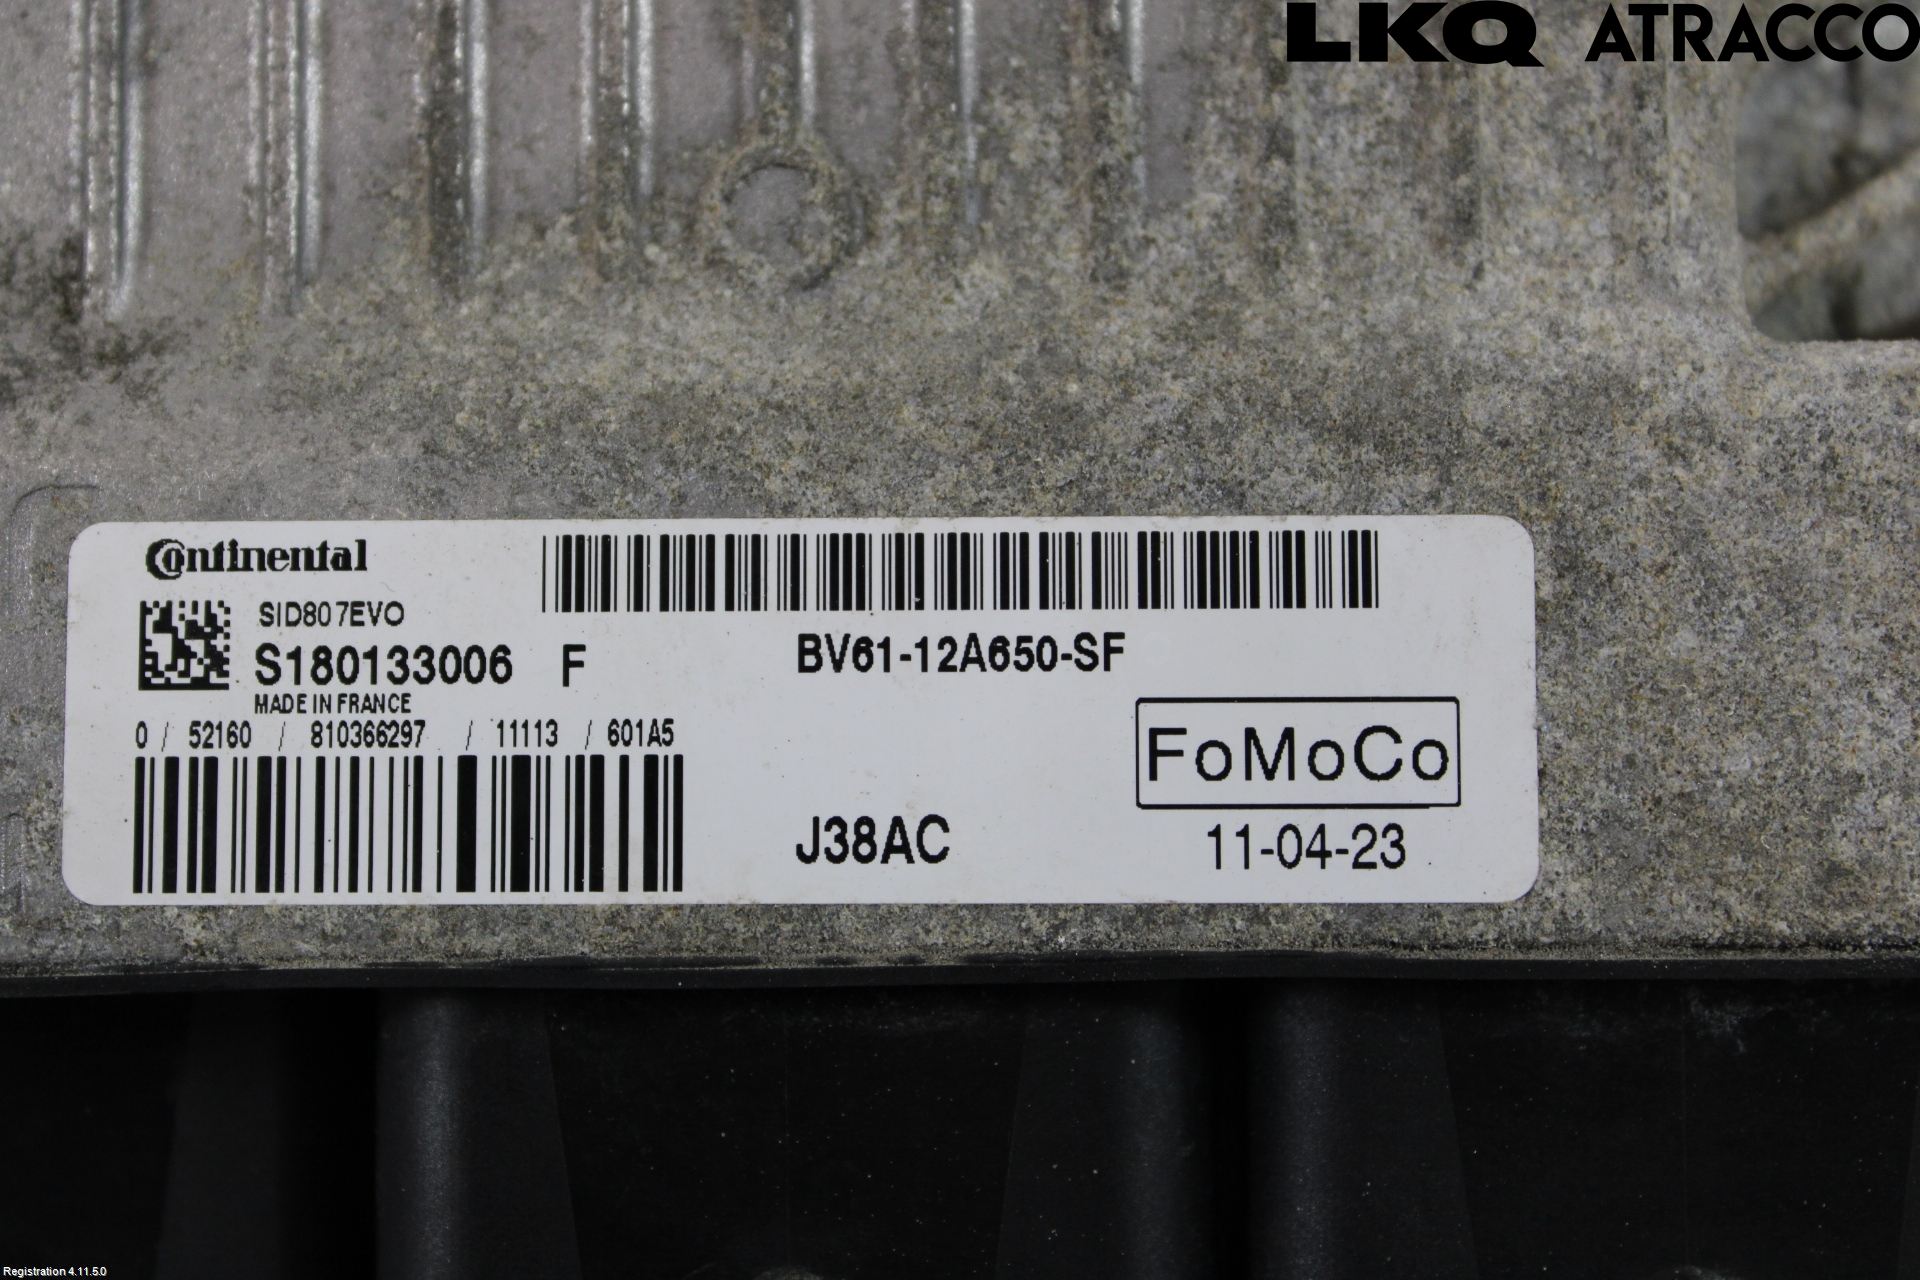 LKQ ATRACCO
Continental
SID807EVO
S180133006 F
BV61-12A650-SF
MADE IN FRANCE
0 / 52160 / 810366297 / 11113 / 601A5
FoMoCo
J38AC
11-04-23
Registration 4.11.5.0